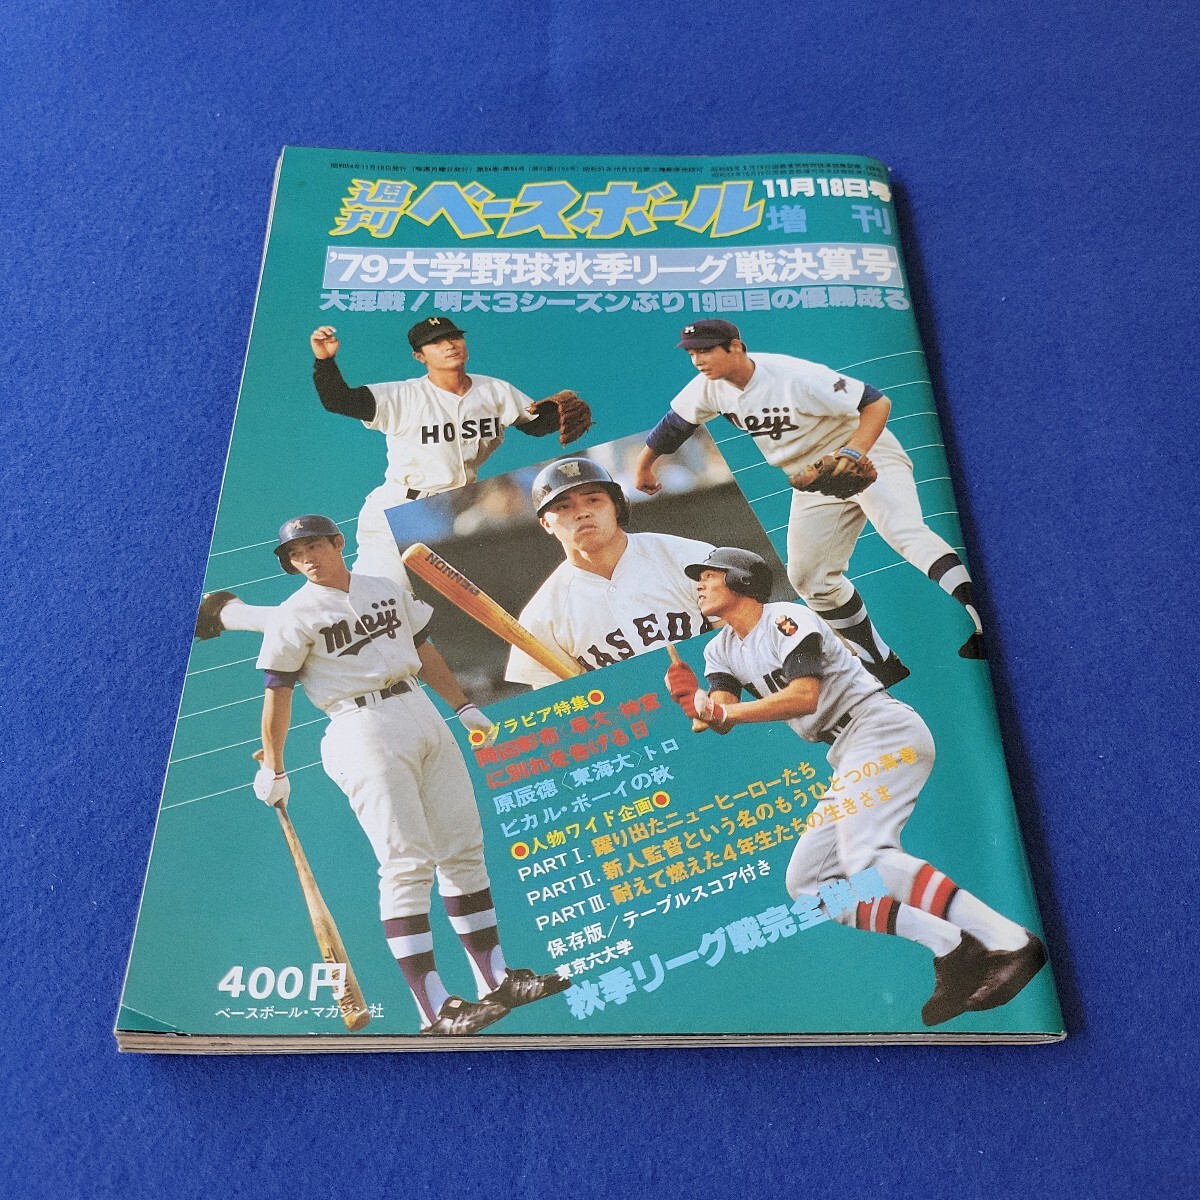 週刊ベースボール
11月18日号
増刊
'79大学野球秋季リーグ戦決算号
大混戦!明大3シーズンぶり19回目の優勝成る
H
HOSEI
M
Meiji
W
WASEDA
M
Meiji
●グラビア特集●
岡田彰布〈早大〉神宮
に別れを告げる日
原辰徳〈東海大〉トロ
ピカル・ボーイの秋
●人物ワイド企画●
PART I. 躍り出たニューヒーローたち
PART II. 新人監督という名のもうひとつの青春
PART III. 耐えて燃えた4年生たちの生きざま
保存版/テーブルスコア付き
東京六大学
秋季リーグ戦完全詳報
400円
ベースボール・マガジン社